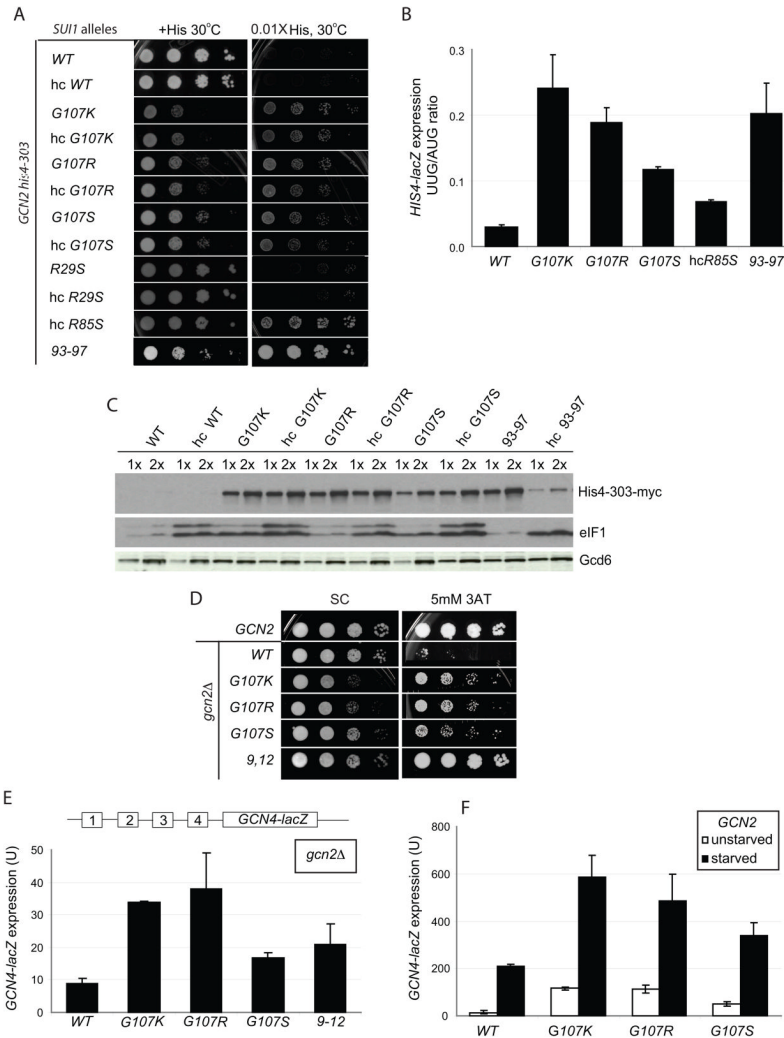 A
SUI1 alleles +His 30°C 0.01XHis, 30°C
GCN2 his4-303
WT
hc WT
G107K
hc G107K
G107R
hc G107R
G107S
hc G107S
R29S
hc R29S
hc R85S
93-97
B
HIS4-lacZ expression
UUG/AUG ratio
0.3
0.2
0.1
0.0
WT G107K G107R G107S hcR85S 93-97
C
WT hc WT G107K hc G107K G107R hc G107R G107S hc G107S 93-97 hc 93-97
1x 2x 1x 2x 1x 2x 1x 2x 1x 2x 1x 2x 1x 2x 1x 2x 1x 2x 1x 2x
His4-303-myc
eIF1
Gcd6
D
SC 5mM 3AT
GCN2
gcn2Δ
WT
G107K
G107R
G107S
9,12
E
1 2 3 4 GCN4-lacZ
gcn2Δ
GCN4-lacZ expression (U)
50
40
30
20
10
0
WT G107K G107R G107S 9-12
F
GCN2
unstarved
starved
GCN4-lacZ expression (U)
800
600
400
200
0
WT G107K G107R G107S